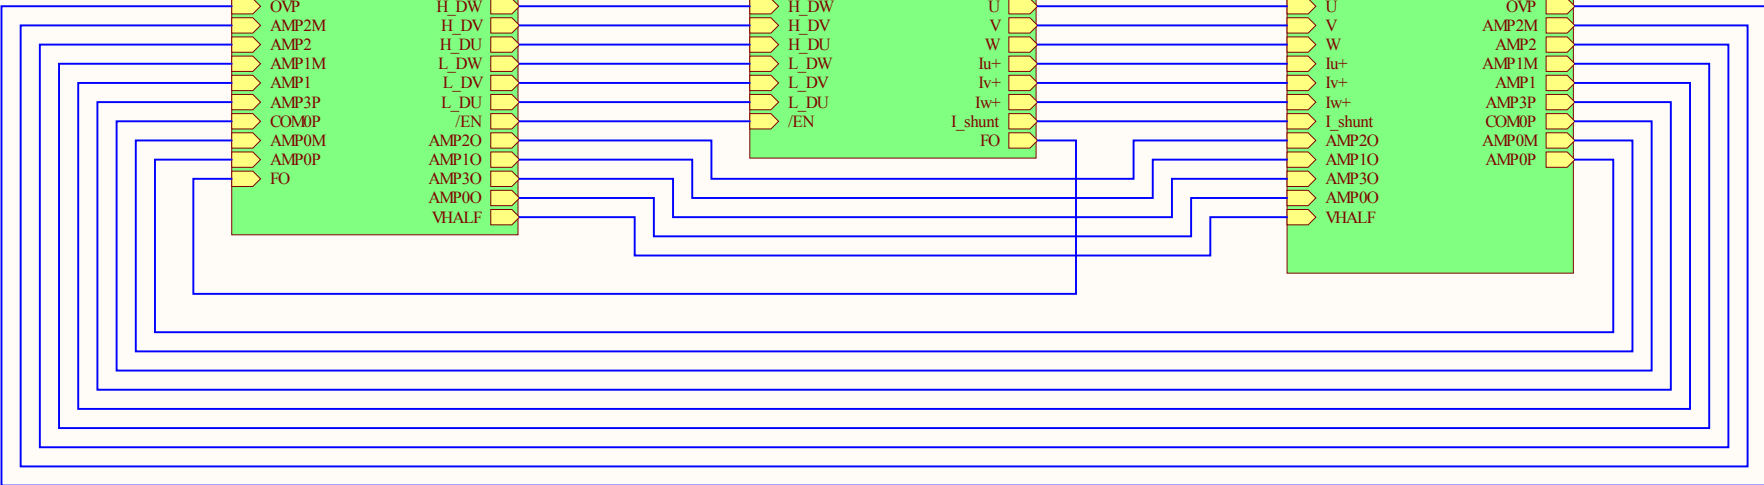 OVP H_DW H_DW U U OVP
AMP2M H_DV H_DV V V AMP2M
AMP2 H_DU H_DU W W AMP2
AMP1M L_DW L_DW Iu+ Iu+ AMP1M
AMP1 L_DV L_DV Iv+ Iv+ AMP1
AMP3P L_DU L_DU Iw+ Iw+ AMP3P
COM0P /EN /EN I_shunt I_shunt COM0P
AMP0M AMP2O FO AMP2O AMP0M
AMP0P AMP1O AMP1O AMP0P
FO AMP3O AMP3O
AMP0O AMP0O
VHALF VHALF